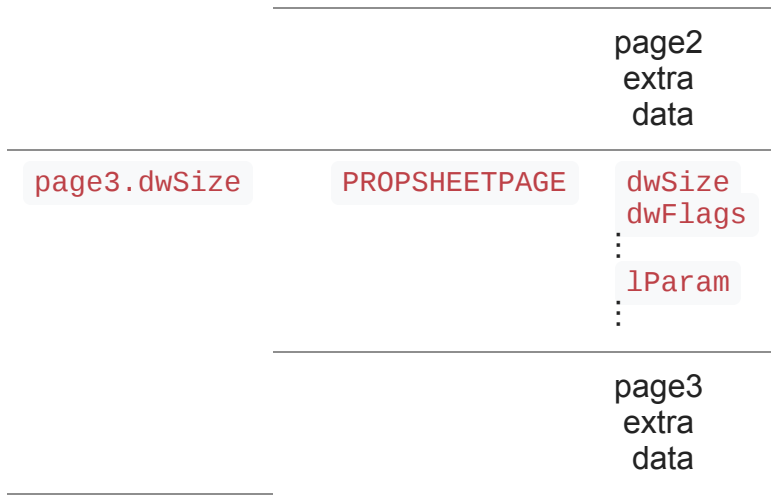 page2
extra
data
page3.dwSize PROPSHEETPAGE dwSize
dwFlags
⋮
lParam
⋮
page3
extra
data